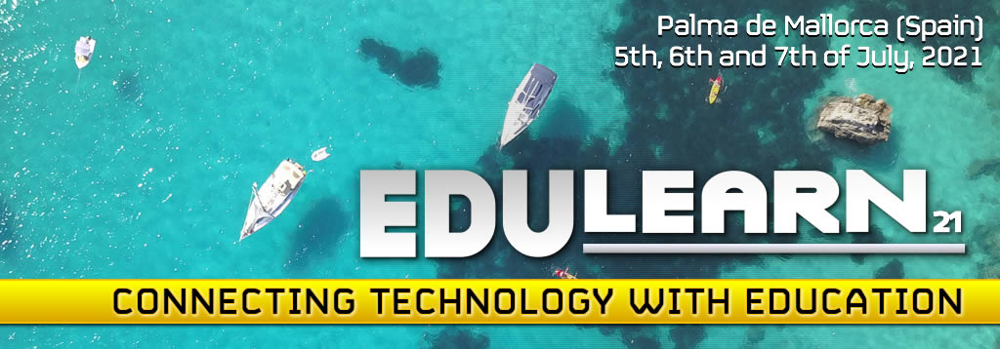 Palma de Mallorca (Spain)
5th, 6th and 7th of July, 2021
EDULEARN21
CONNECTING TECHNOLOGY WITH EDUCATION